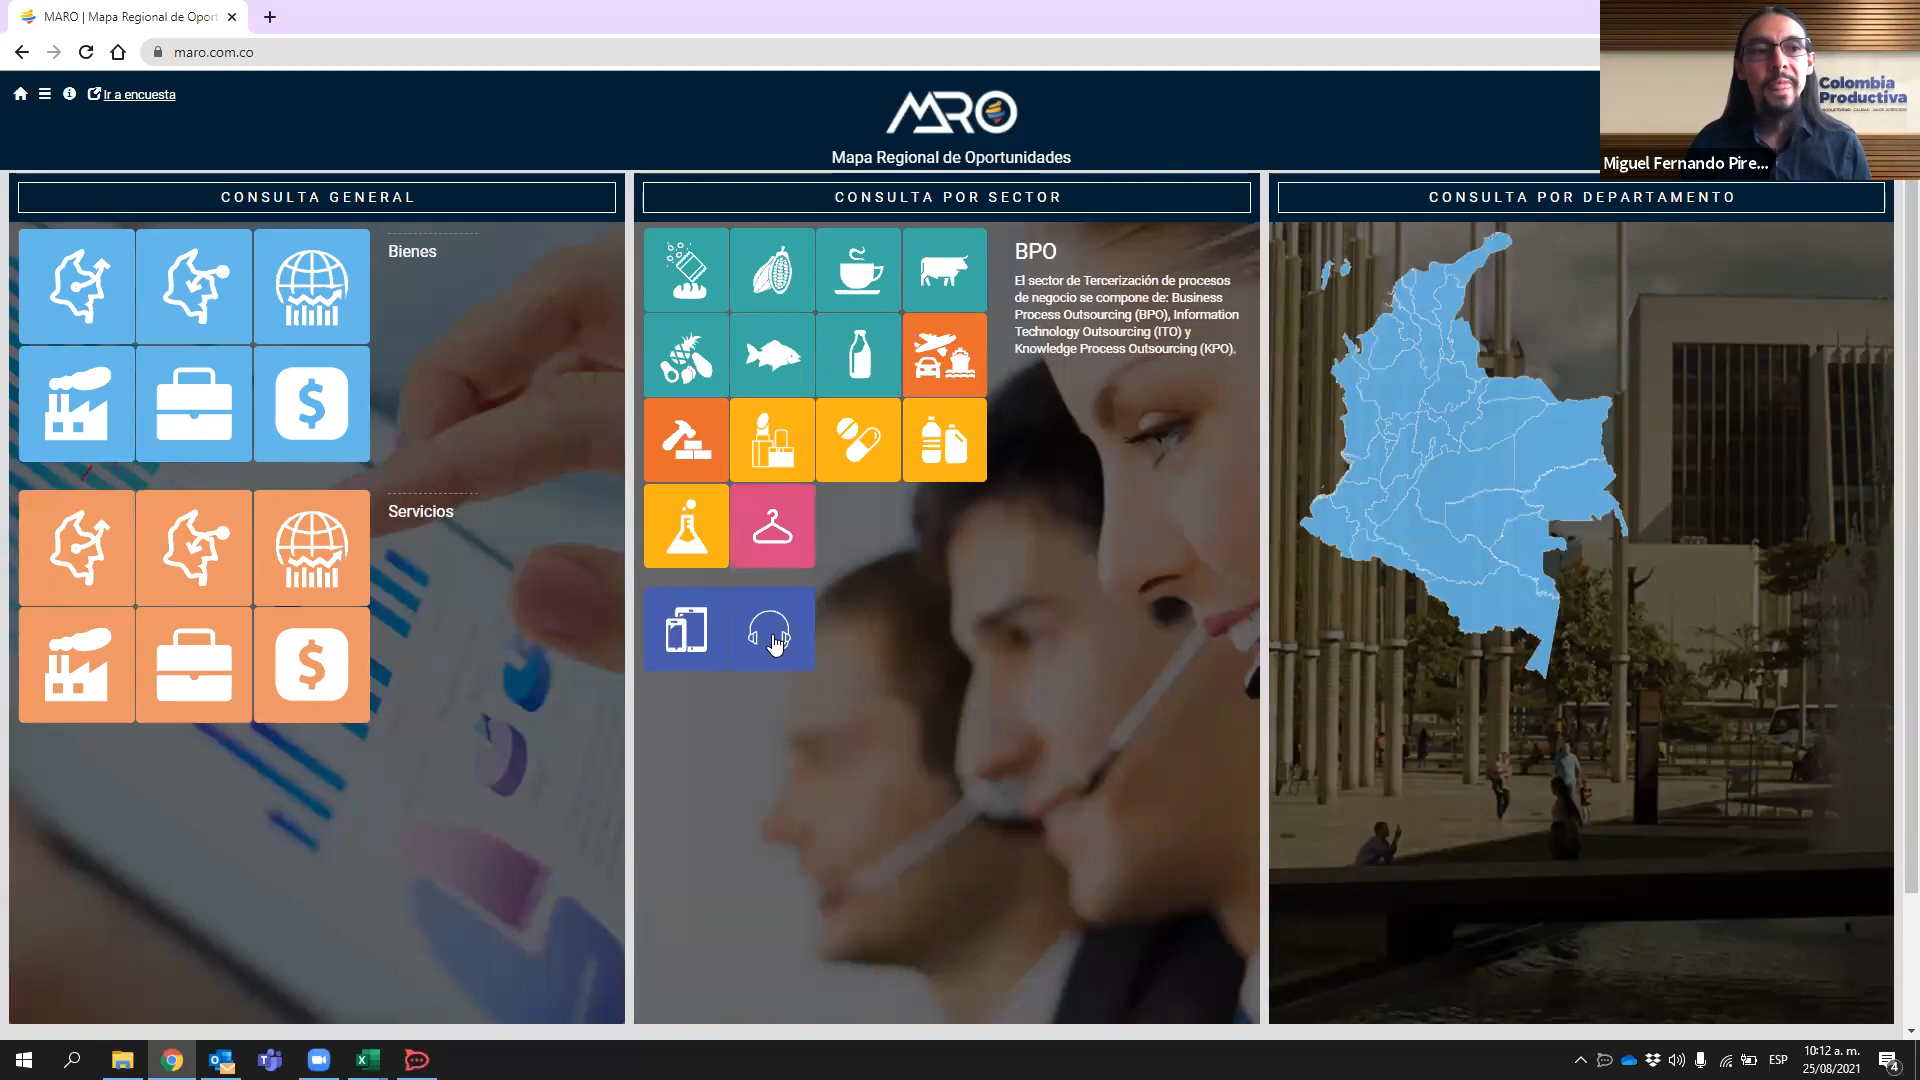 MARO | Mapa Regional de Oport
maro.com.co
Ir a encuesta
MARO
Mapa Regional de Oportunidades
Colombia
Productiva
Miguel Fernando Pire...
CONSULTA GENERAL
CONSULTA POR SECTOR
CONSULTA POR DEPARTAMENTO
Bienes
Servicios
BPO
El sector de Tercerización de procesos
de negocio se compone de: Business
Process Outsourcing (BPO), Information
Technology Outsourcing (ITO) y
Knowledge Process Outsourcing (KPO).
ESP
10:12 a. m.
25/08/2021
4